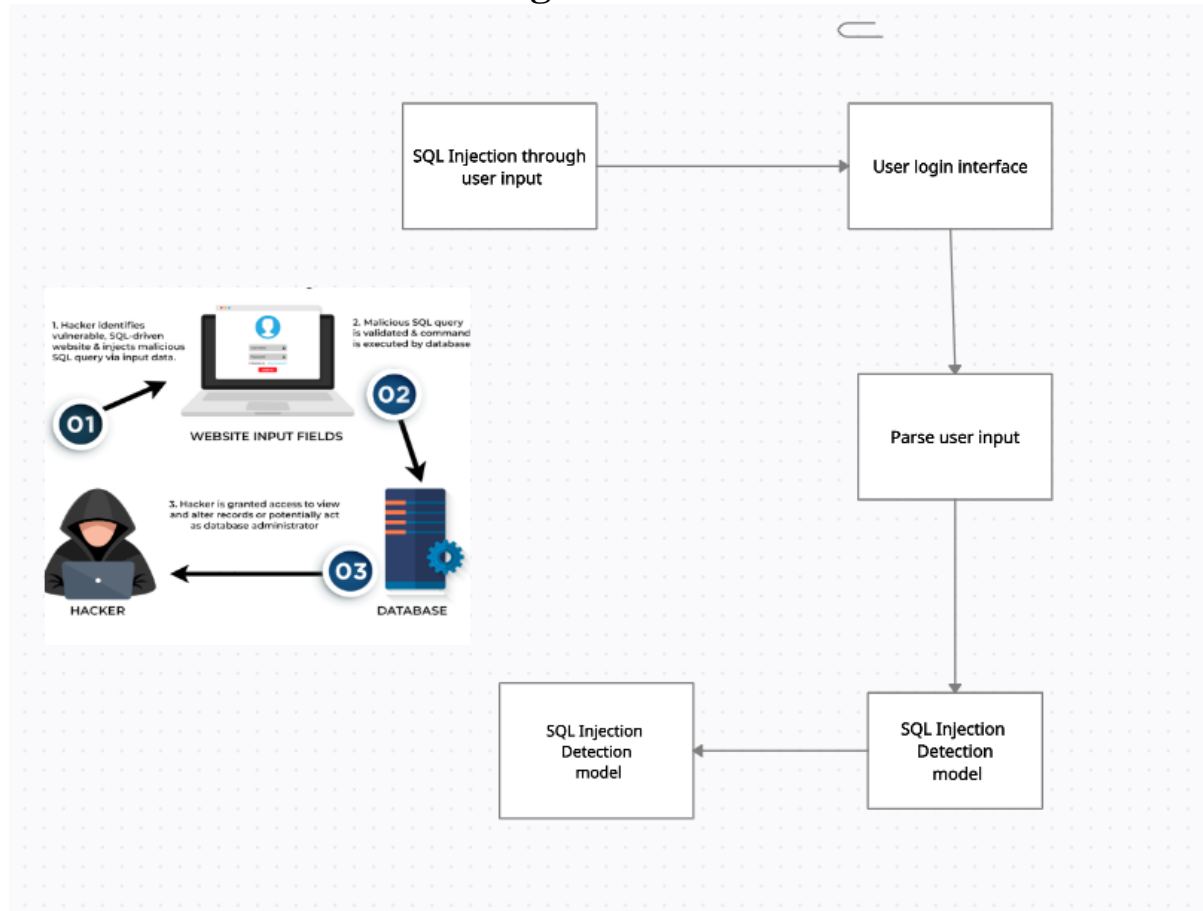 SQL Injection through
user input
User login interface
1. Hacker identifies
vulnerable, SQL-driven
website & injects malicious
SQL query via input data.
2. Malicious SQL query
is validated & command
is executed by database
01
02
WEBSITE INPUT FIELDS
Parse user input
3. Hacker is granted access to view
and alter records or potentially act
as database administrator
03
HACKER
DATABASE
SQL Injection
Detection
model
SQL Injection
Detection
model